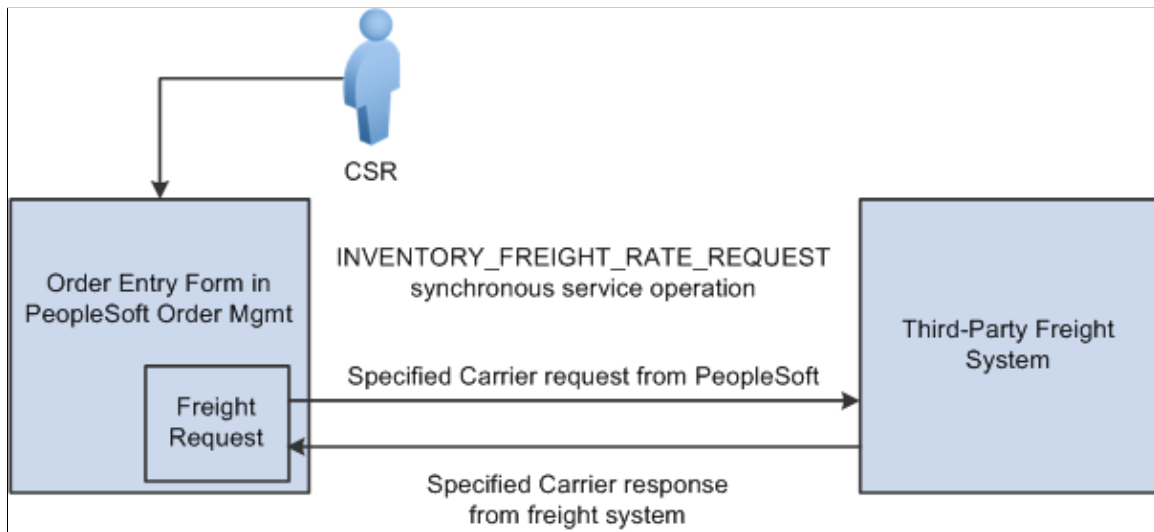 CSR
Order Entry Form in
PeopleSoft Order Mgmt
INVENTORY_FREIGHT_RATE_REQUEST
synchronous service operation
Third-Party Freight
System
Specified Carrier request from PeopleSoft
Freight
Request
Specified Carrier response
from freight system